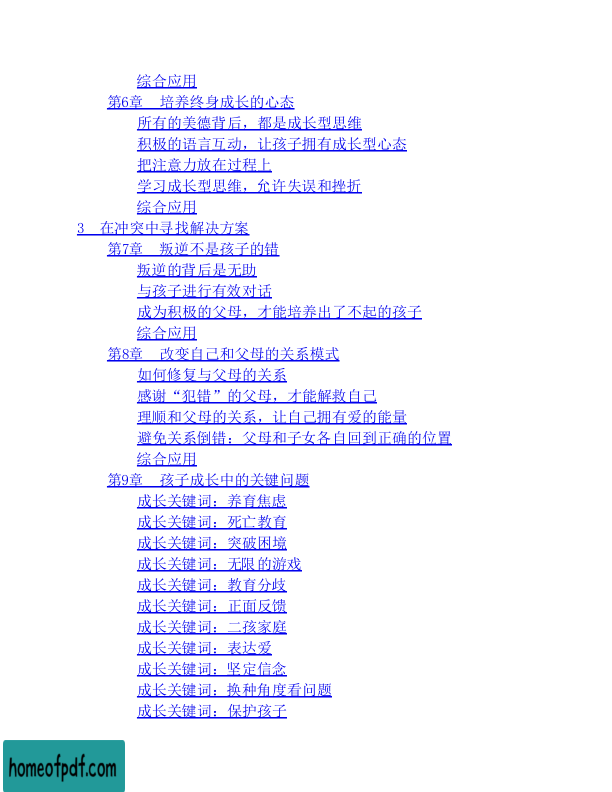 综合应用
第6章　培养终身成长的心态
所有的美德背后，都是成长型思维
积极的语言互动，让孩子拥有成长型心态
把注意力放在过程上
学习成长型思维，允许失误和挫折
综合应用
3　在冲突中寻找解决方案
第7章　叛逆不是孩子的错
叛逆的背后是无助
与孩子进行有效对话
成为积极的父母，才能培养出了不起的孩子
综合应用
第8章　改变自己和父母的关系模式
如何修复与父母的关系
感谢“犯错”的父母，才能解救自己
理顺和父母的关系，让自己拥有爱的能量
避免关系倒错：父母和子女各自回到正确的位置
综合应用
第9章　孩子成长中的关键问题
成长关键词：养育焦虑
成长关键词：死亡教育
成长关键词：突破困境
成长关键词：无限的游戏
成长关键词：教育分歧
成长关键词：正面反馈
成长关键词：二孩家庭
成长关键词：表达爱
成长关键词：坚定信念
成长关键词：换种角度看问题
成长关键词：保护孩子
homeofpdf.com